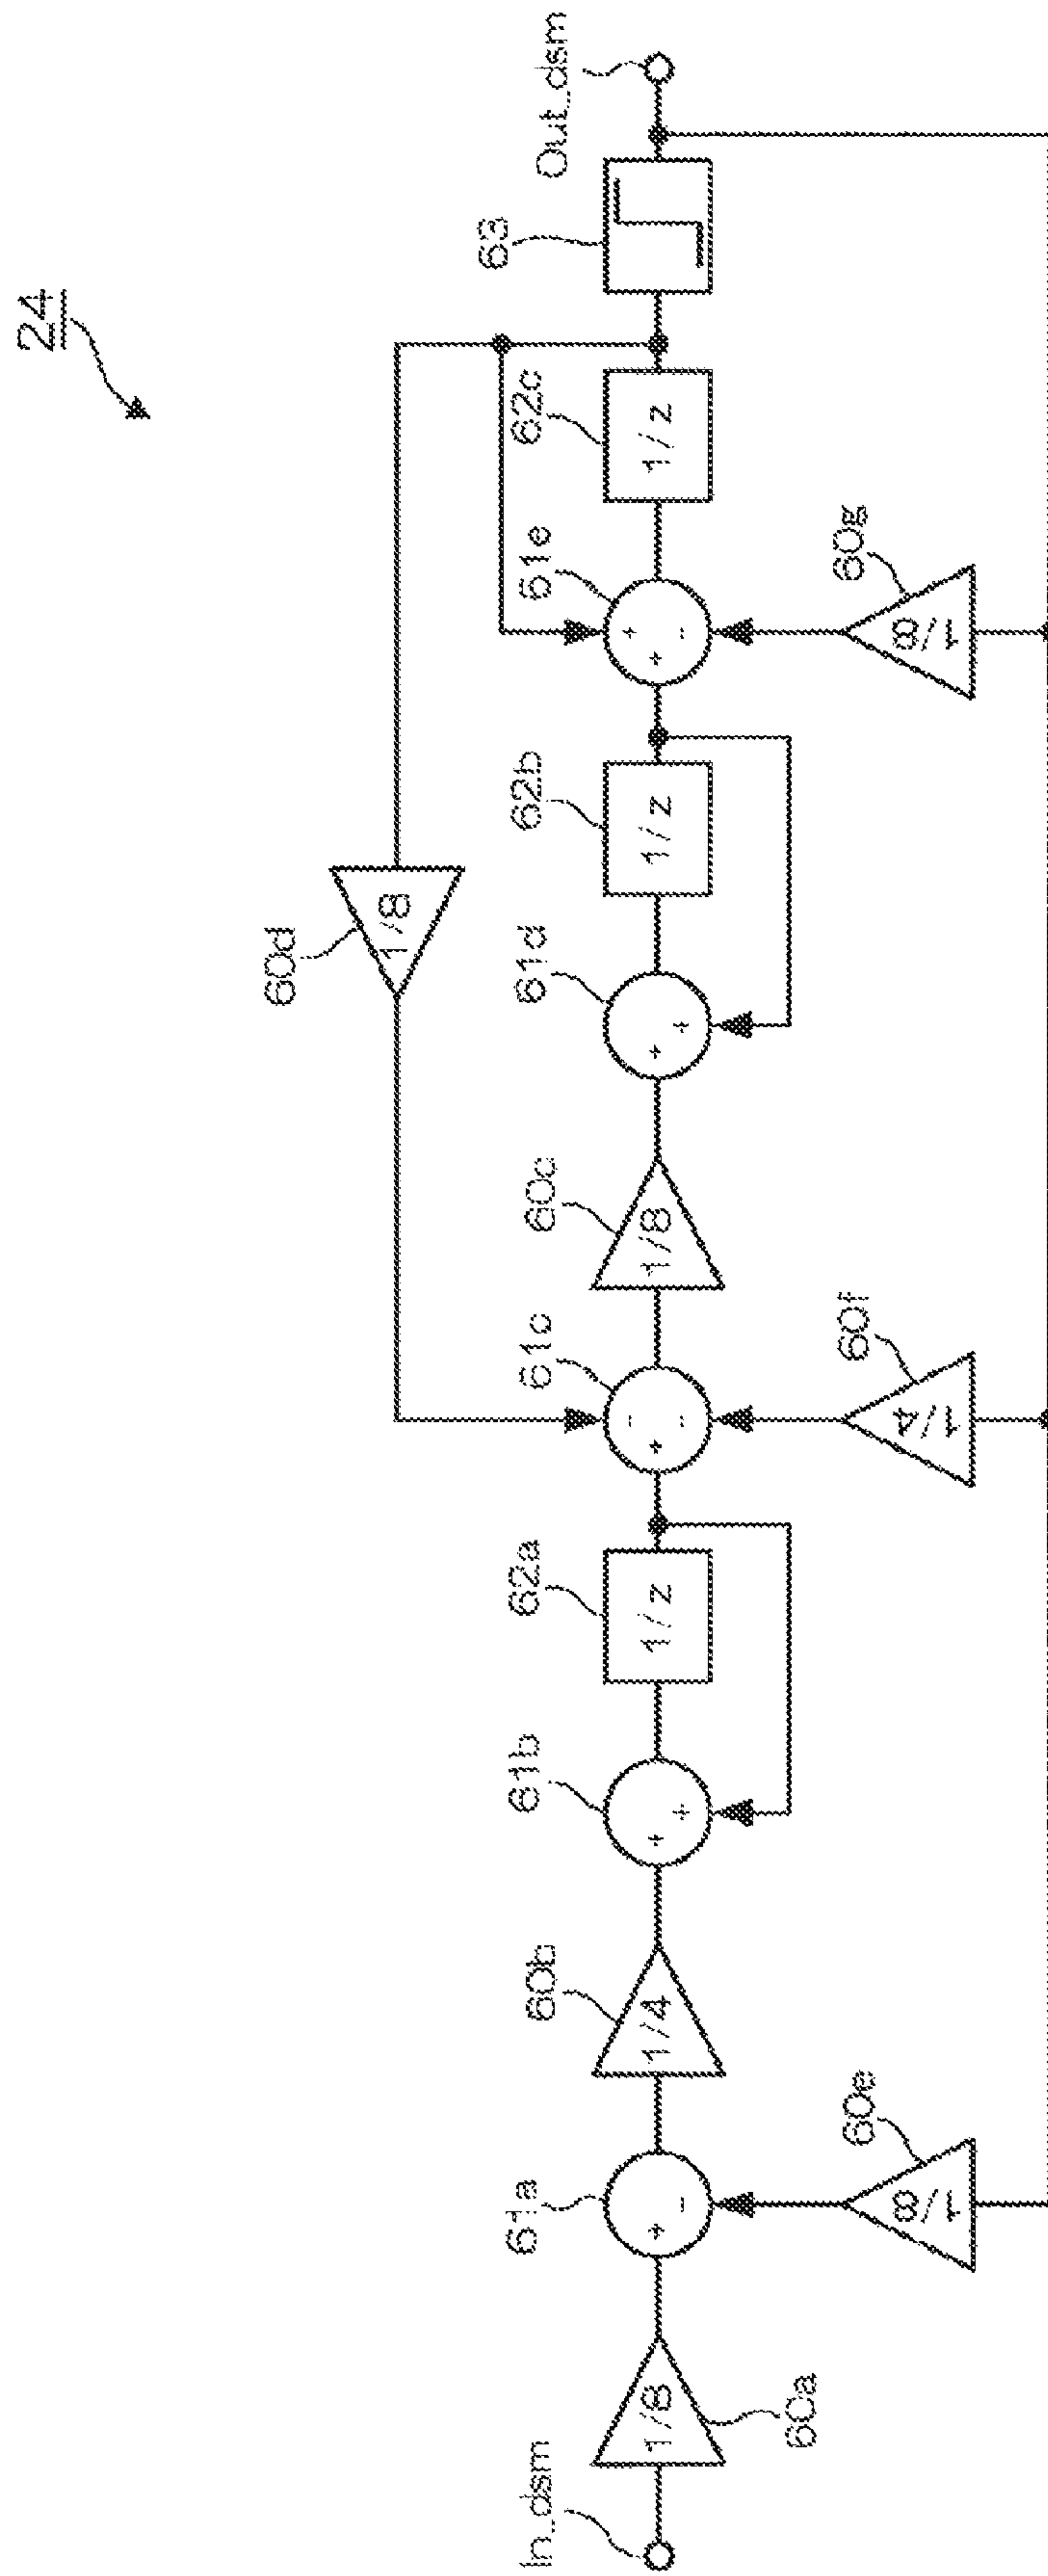 24
In_dsm
1/8
60a
61a
+
-
1/8
60e
1/4
60b
61b
+
+
1/z
62a
61c
-
+
-
1/4
60f
1/8
60c
1/8
60d
61d
+
+
1/z
62b
61e
+
+
-
1/8
60g
1/z
62c
63
Out_dsm